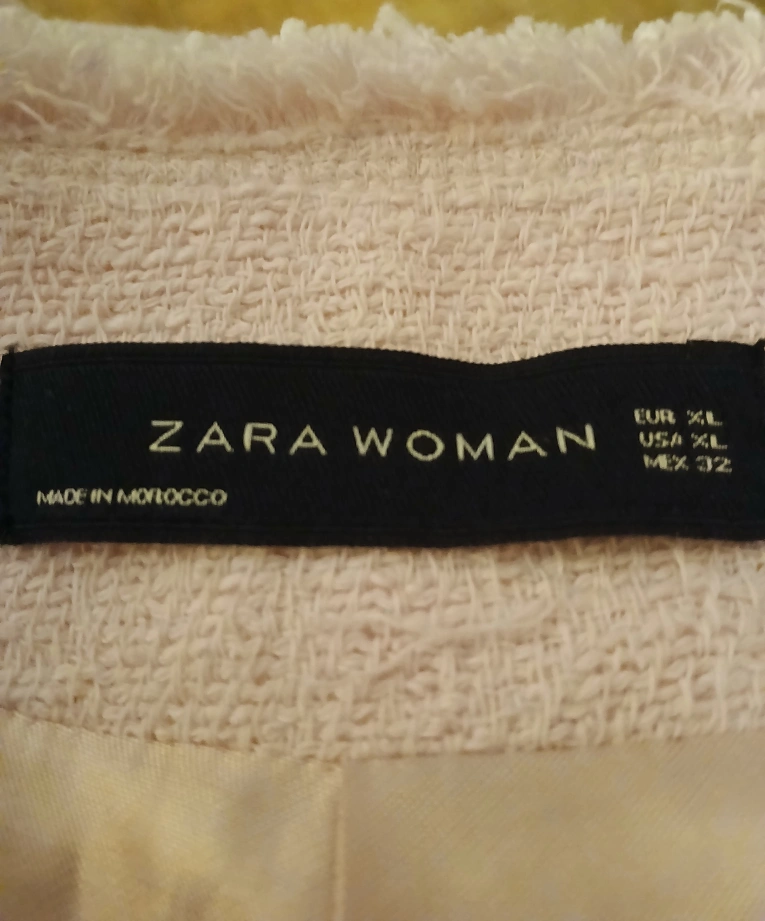 ZARA WOMAN
EUR XL
USA XL
MEX 32
MADE IN MOROCCO